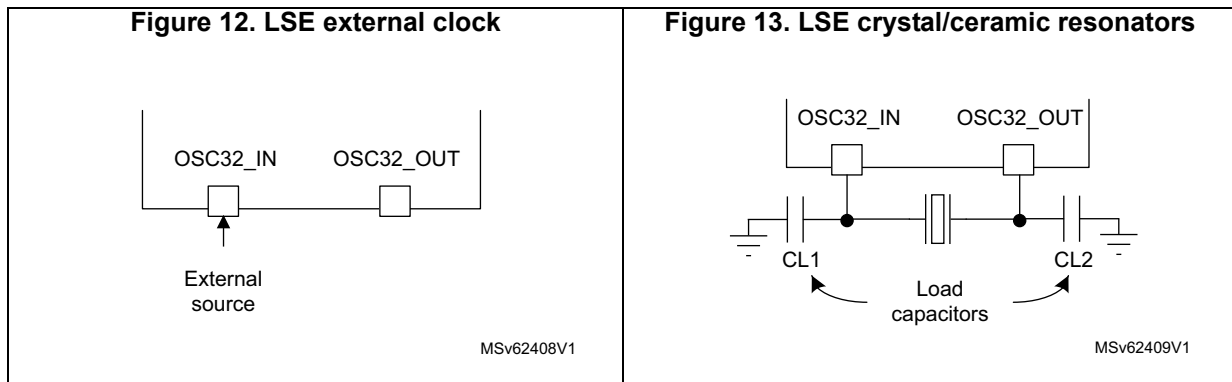 Figure 12. LSE external clock
OSC32_IN
OSC32_OUT
External
source
MSv62408V1
Figure 13. LSE crystal/ceramic resonators
OSC32_IN
OSC32_OUT
CL1
CL2
Load
capacitors
MSv62409V1